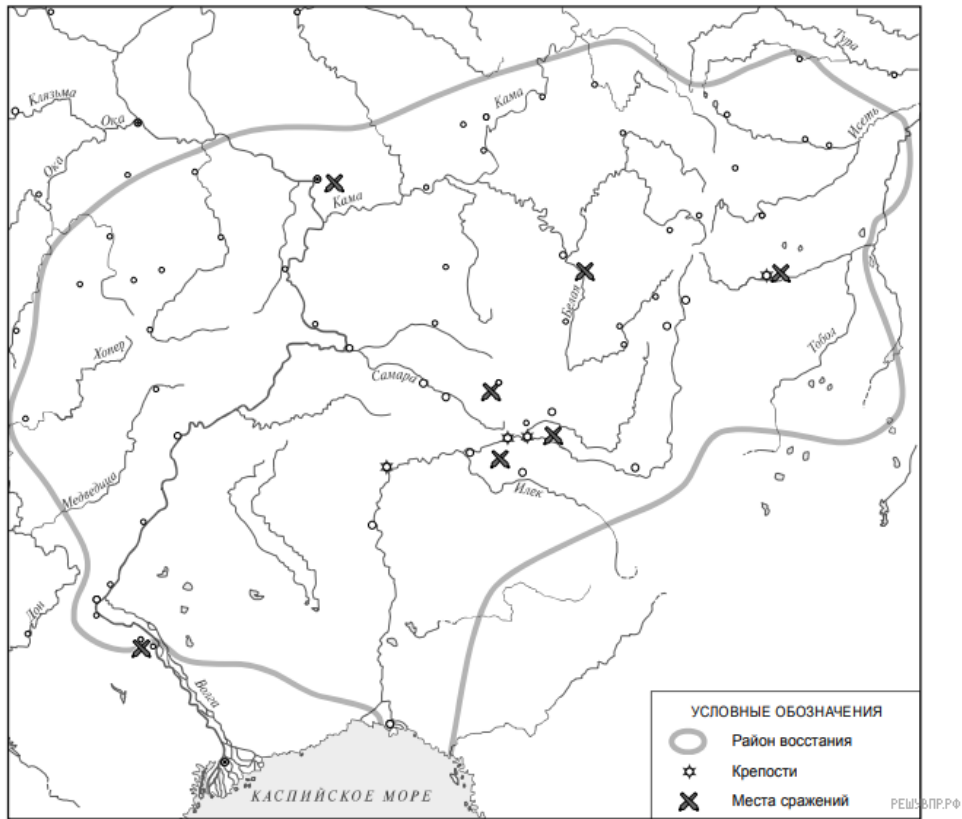 Тура
Клязьма
Кама
Ока
Исеть
Ока
Кама
Белая
Хопер
Тобол
Самара
Медведица
Илек
Дон
Волга
КАСПИЙСКОЕ МОРЕ
УСЛОВНЫЕ ОБОЗНАЧЕНИЯ
Район восстания
Крепости
Места сражений
РЕШУВПР.РФ